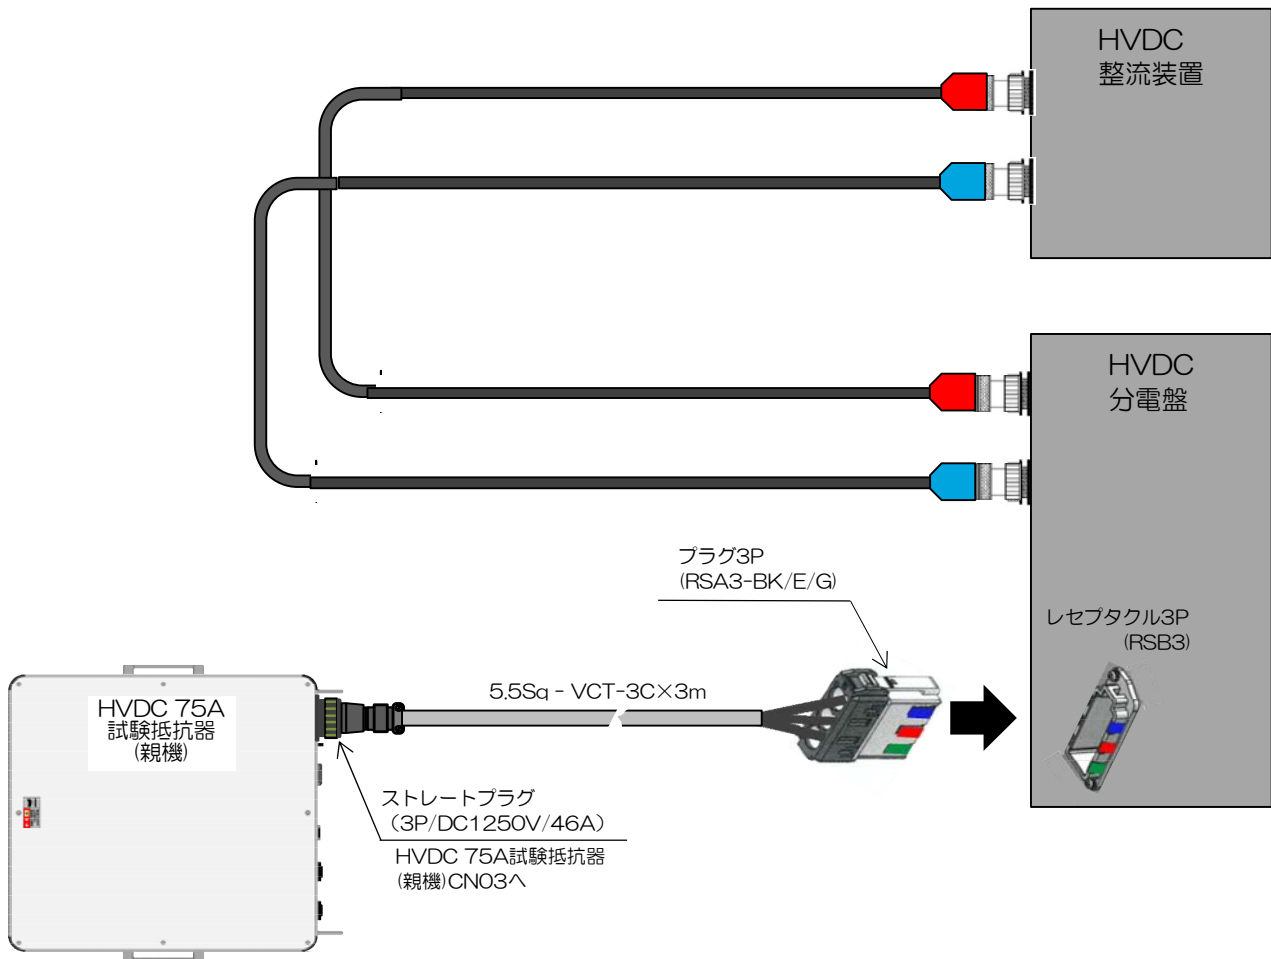 HVDC
整流装置
HVDC
分電盤
プラグ3P
(RSA3-BK/E/G)
レセプタクル3P
(RSB3)
5.5Sq - VCT-3C×3m
HVDC 75A
試験抵抗器
(親機)
ストレートプラグ
（3P/DC1250V/46A）
HVDC 75A試験抵抗器
(親機)CN03へ